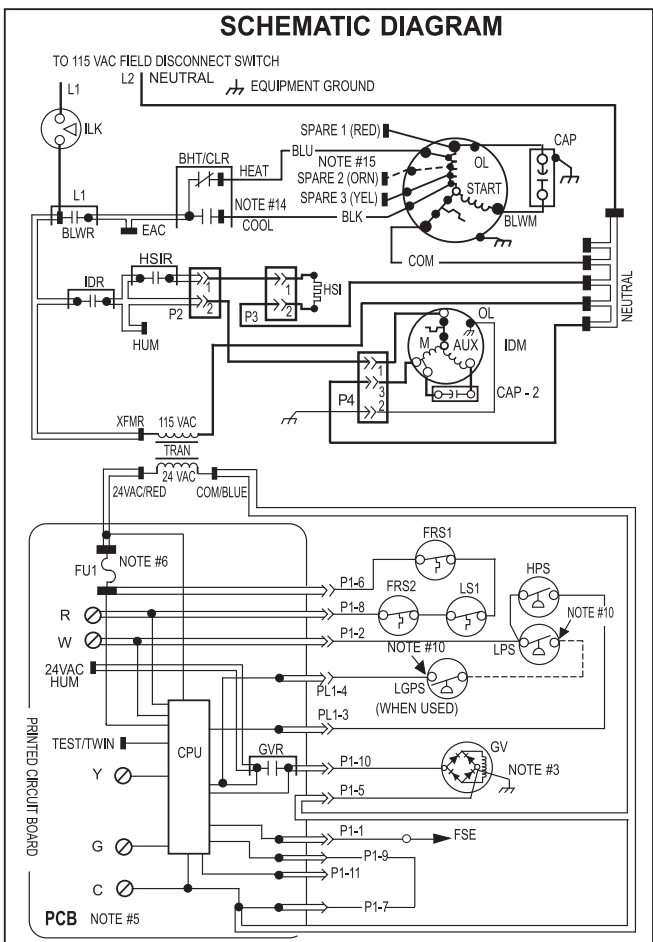 SCHEMATIC DIAGRAM
TO 115 VAC FIELD DISCONNECT SWITCH
L2 NEUTRAL
EQUIPMENT GROUND
L1
ILK
SPARE 1 (RED)
BLU
CAP
OL
BHT/CLR
HEAT
NOTE #15
SPARE 2 (ORN)
START
SPARE 3 (YEL)
L1
NOTE #14
COOL
BLK
BLWM
BLWR
EAC
COM
HSIR
IDR
P2
1
2
P3
1
2
HSI
NEUTRAL
HUM
OL
IDM
M
AUX
P4
1
3
2
CAP - 2
XFMR
115 VAC
TRAN
24 VAC
24VAC/RED
COM/BLUE
FU1
NOTE #6
FRS1
P1-6
HPS
R
P1-8
FRS2
LS1
NOTE #10
W
P1-2
LPS
NOTE #10
24VAC
HUM
PL1-4
LGPS
(WHEN USED)
PL1-3
PRINTED CIRCUIT BOARD
TEST/TWIN
CPU
GVR
GV
Y
P1-10
NOTE #3
P1-5
P1-1
FSE
G
P1-9
P1-11
C
P1-7
PCB NOTE #5